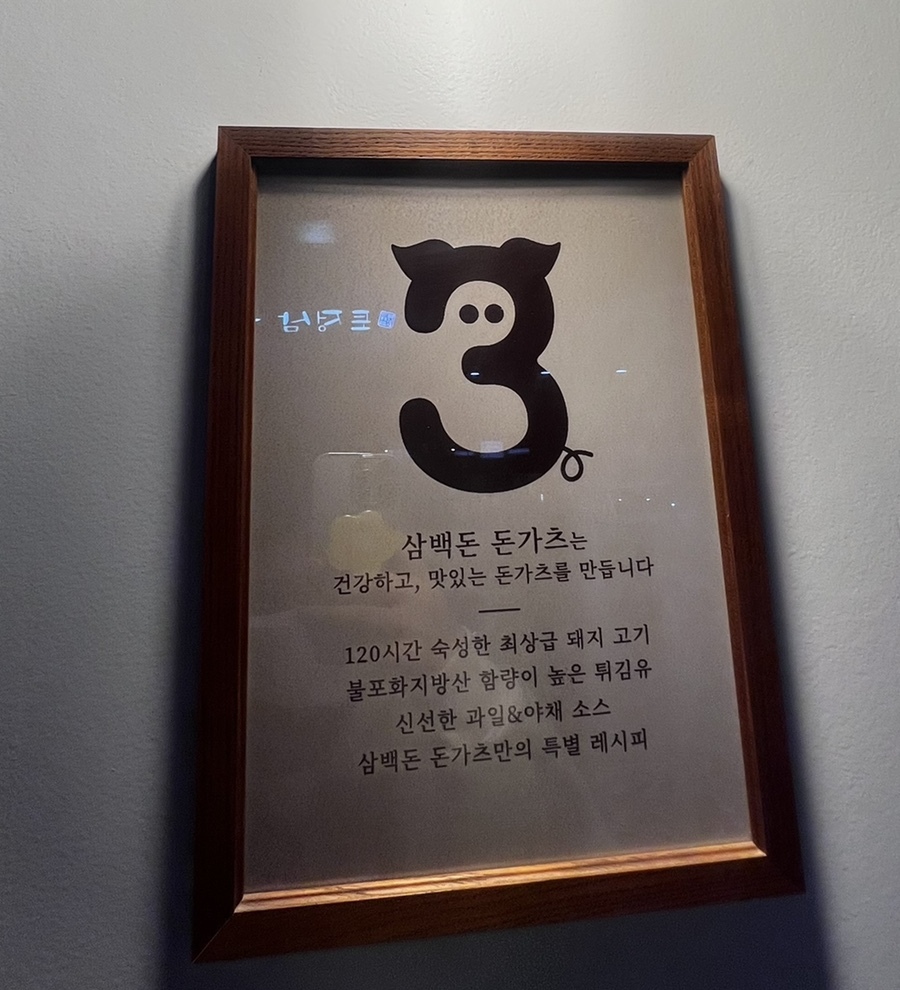 3
삼백돈 돈가츠는
건강하고, 맛있는 돈가츠를 만듭니다
120시간 숙성한 최상급 돼지 고기
불포화지방산 함량이 높은 튀김유
신선한 과일&야채 소스
삼백돈 돈가츠만의 특별 레시피